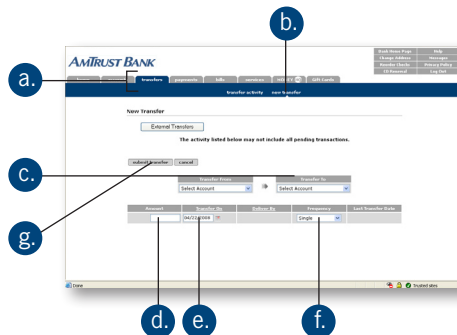 b.
AmTrust Bank
Bank Home Page Help
Change Address Messages
Reorder Checks Privacy Policy
CD Renewal Log Out
a.
transfers payments bills services Gift Cards
transfer activity new transfer
New Transfer
External Transfers
The activity listed below may not include all pending transactions.
submit transfer cancel
c.
Transfer From Transfer To
Select Account Select Account
g.
Amount Transfer On Deliver By Frequency Last Transfer Date
Single
Done Trusted sites
d. e. f.